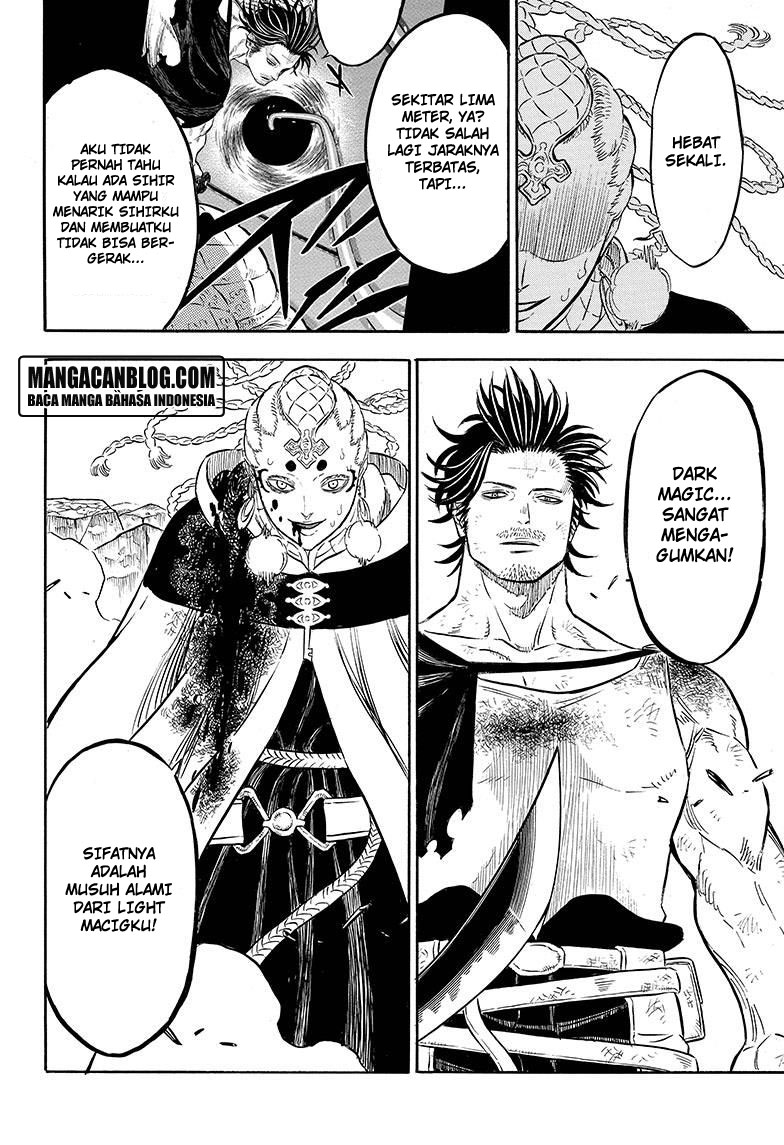 HEBAT
SEKALI.
SEKITAR LIMA
METER, YA?
TIDAK SALAH
LAGI JARAKNYA
TERBATAS,
TAPI...
AKU TIDAK
PERNAH TAHU
KALAU ADA SIHIR
YANG MAMPU
MENARIK SIHIRKU
DAN MEMBUATKU
TIDAK BISA BER-
GERAK...
DARK
MAGIC...
SANGAT
MENGA-
GUMKAN!
MANGACANBLOG.COM
BACA MANGA BAHASA INDONESIA
SIFATNYA
ADALAH
MUSUH ALAMI
DARI LIGHT
MACIGKU!